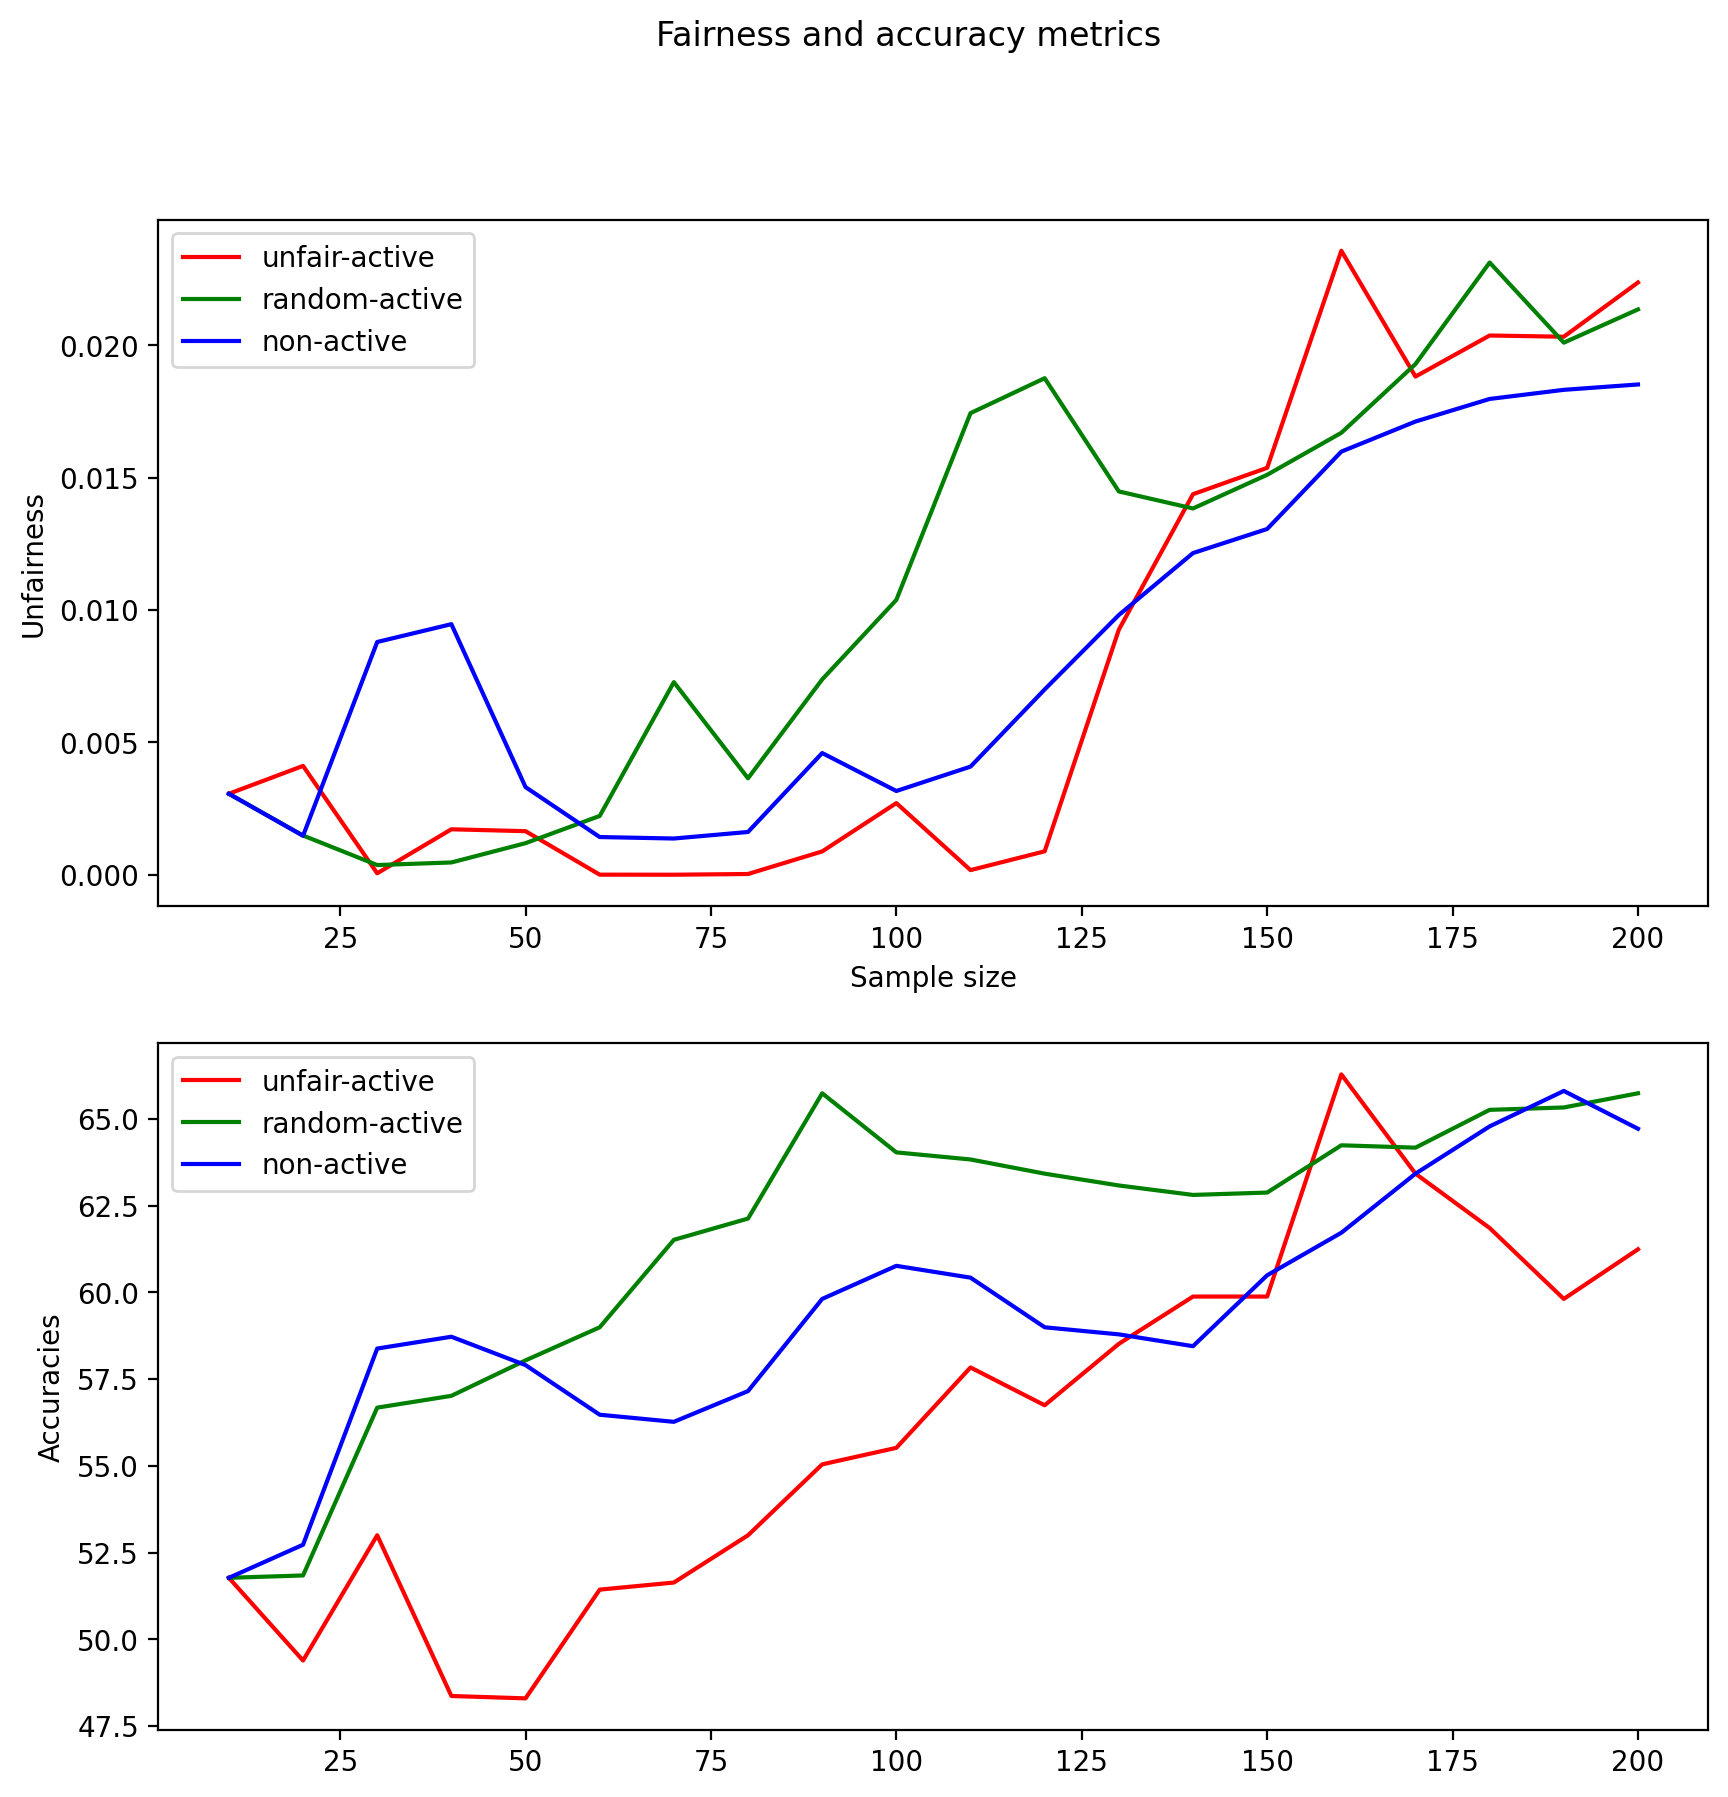 Fairness and accuracy metrics
unfair-active
random-active
non-active
0.020
0.015
0.010
0.005
0.000
Unfairness
25 50 75 100 125 150 175 200
Sample size
unfair-active
random-active
non-active
65.0
62.5
60.0
57.5
55.0
52.5
50.0
47.5
Accuracies
25 50 75 100 125 150 175 200